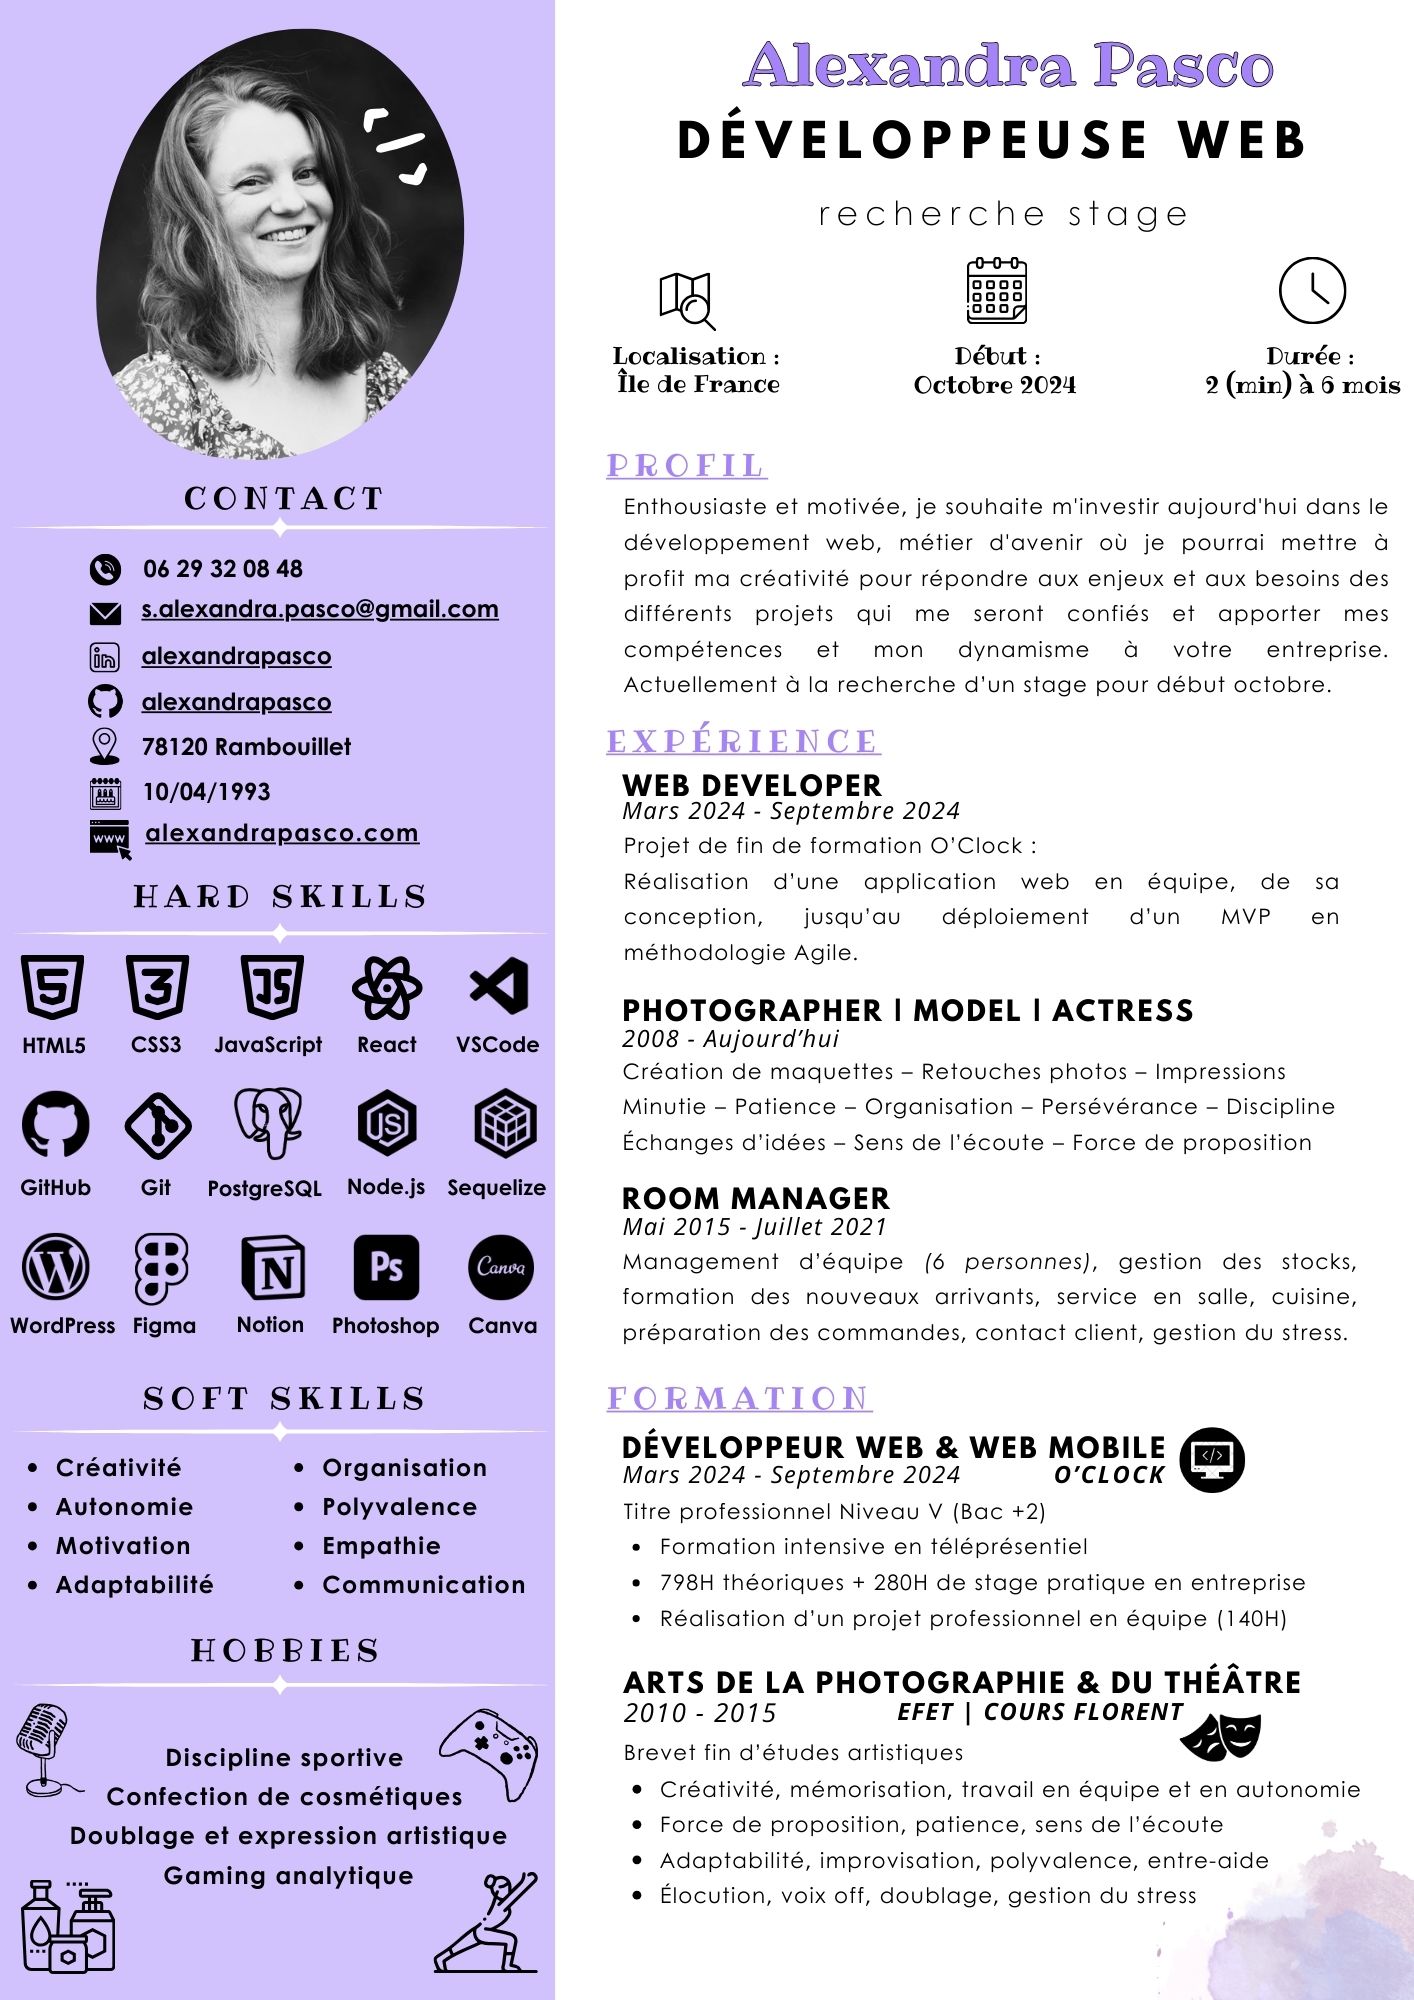 Alexandra Pasco
DÉVELOPPEUSE WEB
recherche stage
Localisation :
Île de France
Début :
Octobre 2024
Durée :
2 (min) à 6 mois
CONTACT
06 29 32 08 48
s.alexandra.pasco@gmail.com
in
alexandrapasco
alexandrapasco
78120 Rambouillet
10/04/1993
www
alexandrapasco.com
HARD SKILLS
5
3
JS
HTML5
CSS3
JavaScript
React
VSCode
JS
GitHub
Git
PostgreSQL
Node.js
Sequelize
W
N
Ps
Canva
WordPress
Figma
Notion
Photoshop
Canva
SOFT SKILLS
• Créativité
• Autonomie
• Motivation
• Adaptabilité
• Organisation
• Polyvalence
• Empathie
• Communication
HOBBIES
Discipline sportive
Confection de cosmétiques
Doublage et expression artistique
Gaming analytique
PROFIL
Enthousiaste et motivée, je souhaite m'investir aujourd'hui dans le
développement web, métier d'avenir où je pourrai mettre à
profit ma créativité pour répondre aux enjeux et aux besoins des
différents projets qui me seront confiés et apporter mes
compétences et mon dynamisme à votre entreprise.
Actuellement à la recherche d’un stage pour début octobre.
EXPÉRIENCE
WEB DEVELOPER
Mars 2024 - Septembre 2024
Projet de fin de formation O’Clock :
Réalisation d’une application web en équipe, de sa
conception, jusqu’au déploiement d’un MVP en
méthodologie Agile.
PHOTOGRAPHER | MODEL | ACTRESS
2008 - Aujourd’hui
Création de maquettes – Retouches photos – Impressions
Minutie – Patience – Organisation – Persévérance – Discipline
Échanges d’idées – Sens de l’écoute – Force de proposition
ROOM MANAGER
Mai 2015 - Juillet 2021
Management d’équipe (6 personnes), gestion des stocks,
formation des nouveaux arrivants, service en salle, cuisine,
préparation des commandes, contact client, gestion du stress.
FORMATION
DÉVELOPPEUR WEB & WEB MOBILE
Mars 2024 - Septembre 2024 O’CLOCK
Titre professionnel Niveau V (Bac +2)
• Formation intensive en téléprésentiel
• 798H théoriques + 280H de stage pratique en entreprise
• Réalisation d’un projet professionnel en équipe (140H)
ARTS DE LA PHOTOGRAPHIE & DU THÉÂTRE
2010 - 2015 EFET | COURS FLORENT
Brevet fin d’études artistiques
• Créativité, mémorisation, travail en équipe et en autonomie
• Force de proposition, patience, sens de l’écoute
• Adaptabilité, improvisation, polyvalence, entre-aide
• Élocution, voix off, doublage, gestion du stress